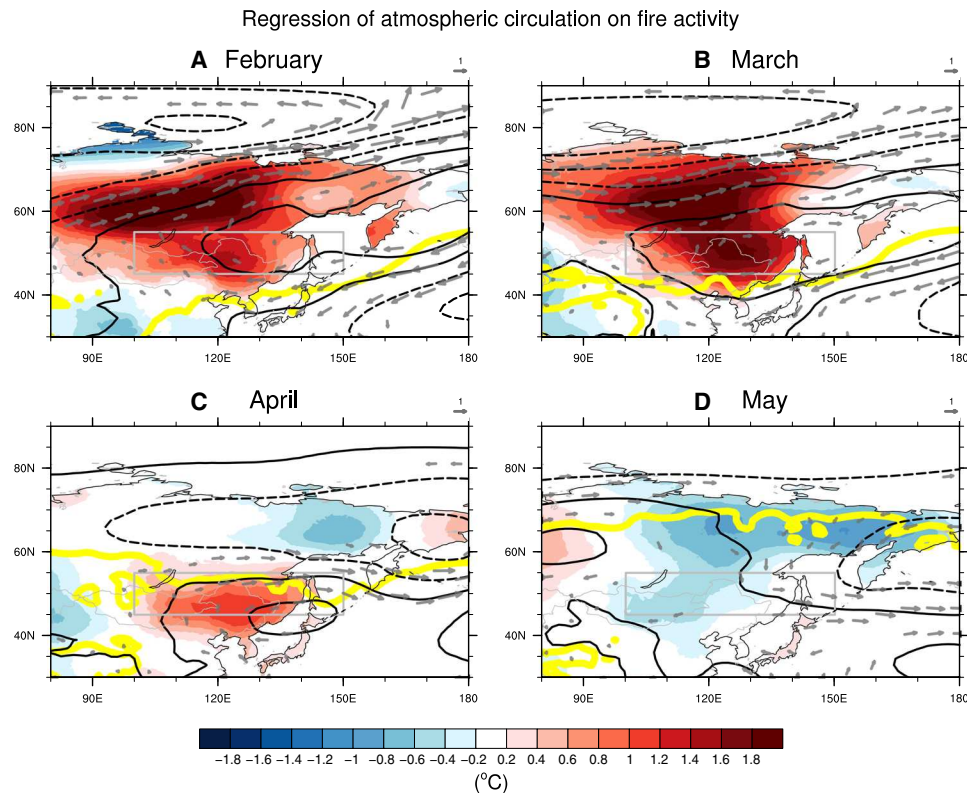 Regression of atmospheric circulation on fire activity
A February
1
B March
1
80N
60N
40N
90E 120E 150E 180
80N
60N
40N
90E 120E 150E 180
C April
1
D May
1
80N
60N
40N
90E 120E 150E 180
80N
60N
40N
90E 120E 150E 180
−1.8 −1.6 −1.4 −1.2 −1 −0.8 −0.6 −0.4 −0.2 0.2 0.4 0.6 0.8 1 1.2 1.4 1.6 1.8
(°C)